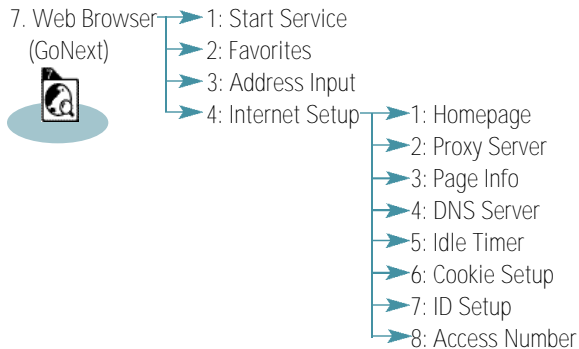 7. Web Browser
(GoNext)
7
1: Start Service
2: Favorites
3: Address Input
4: Internet Setup
1: Homepage
2: Proxy Server
3: Page Info
4: DNS Server
5: Idle Timer
6: Cookie Setup
7: ID Setup
8: Access Number